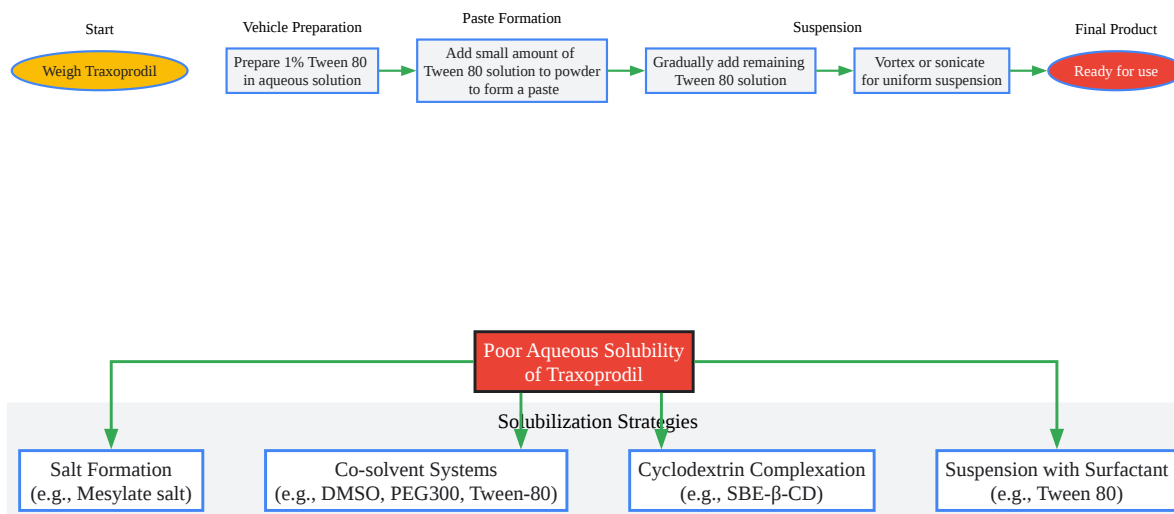 Start
Weigh Traxoprodil
Vehicle Preparation
Prepare 1% Tween 80
in aqueous solution
Paste Formation
Add small amount of
Tween 80 solution to powder
to form a paste
Suspension
Gradually add remaining
Tween 80 solution
Vortex or sonicate
for uniform suspension
Final Product
Ready for use
Poor Aqueous Solubility
of Traxoprodil
Solubilization Strategies
Salt Formation
(e.g., Mesylate salt)
Co-solvent Systems
(e.g., DMSO, PEG300, Tween-80)
Cyclodextrin Complexation
(e.g., SBE-β-CD)
Suspension with Surfactant
(e.g., Tween 80)